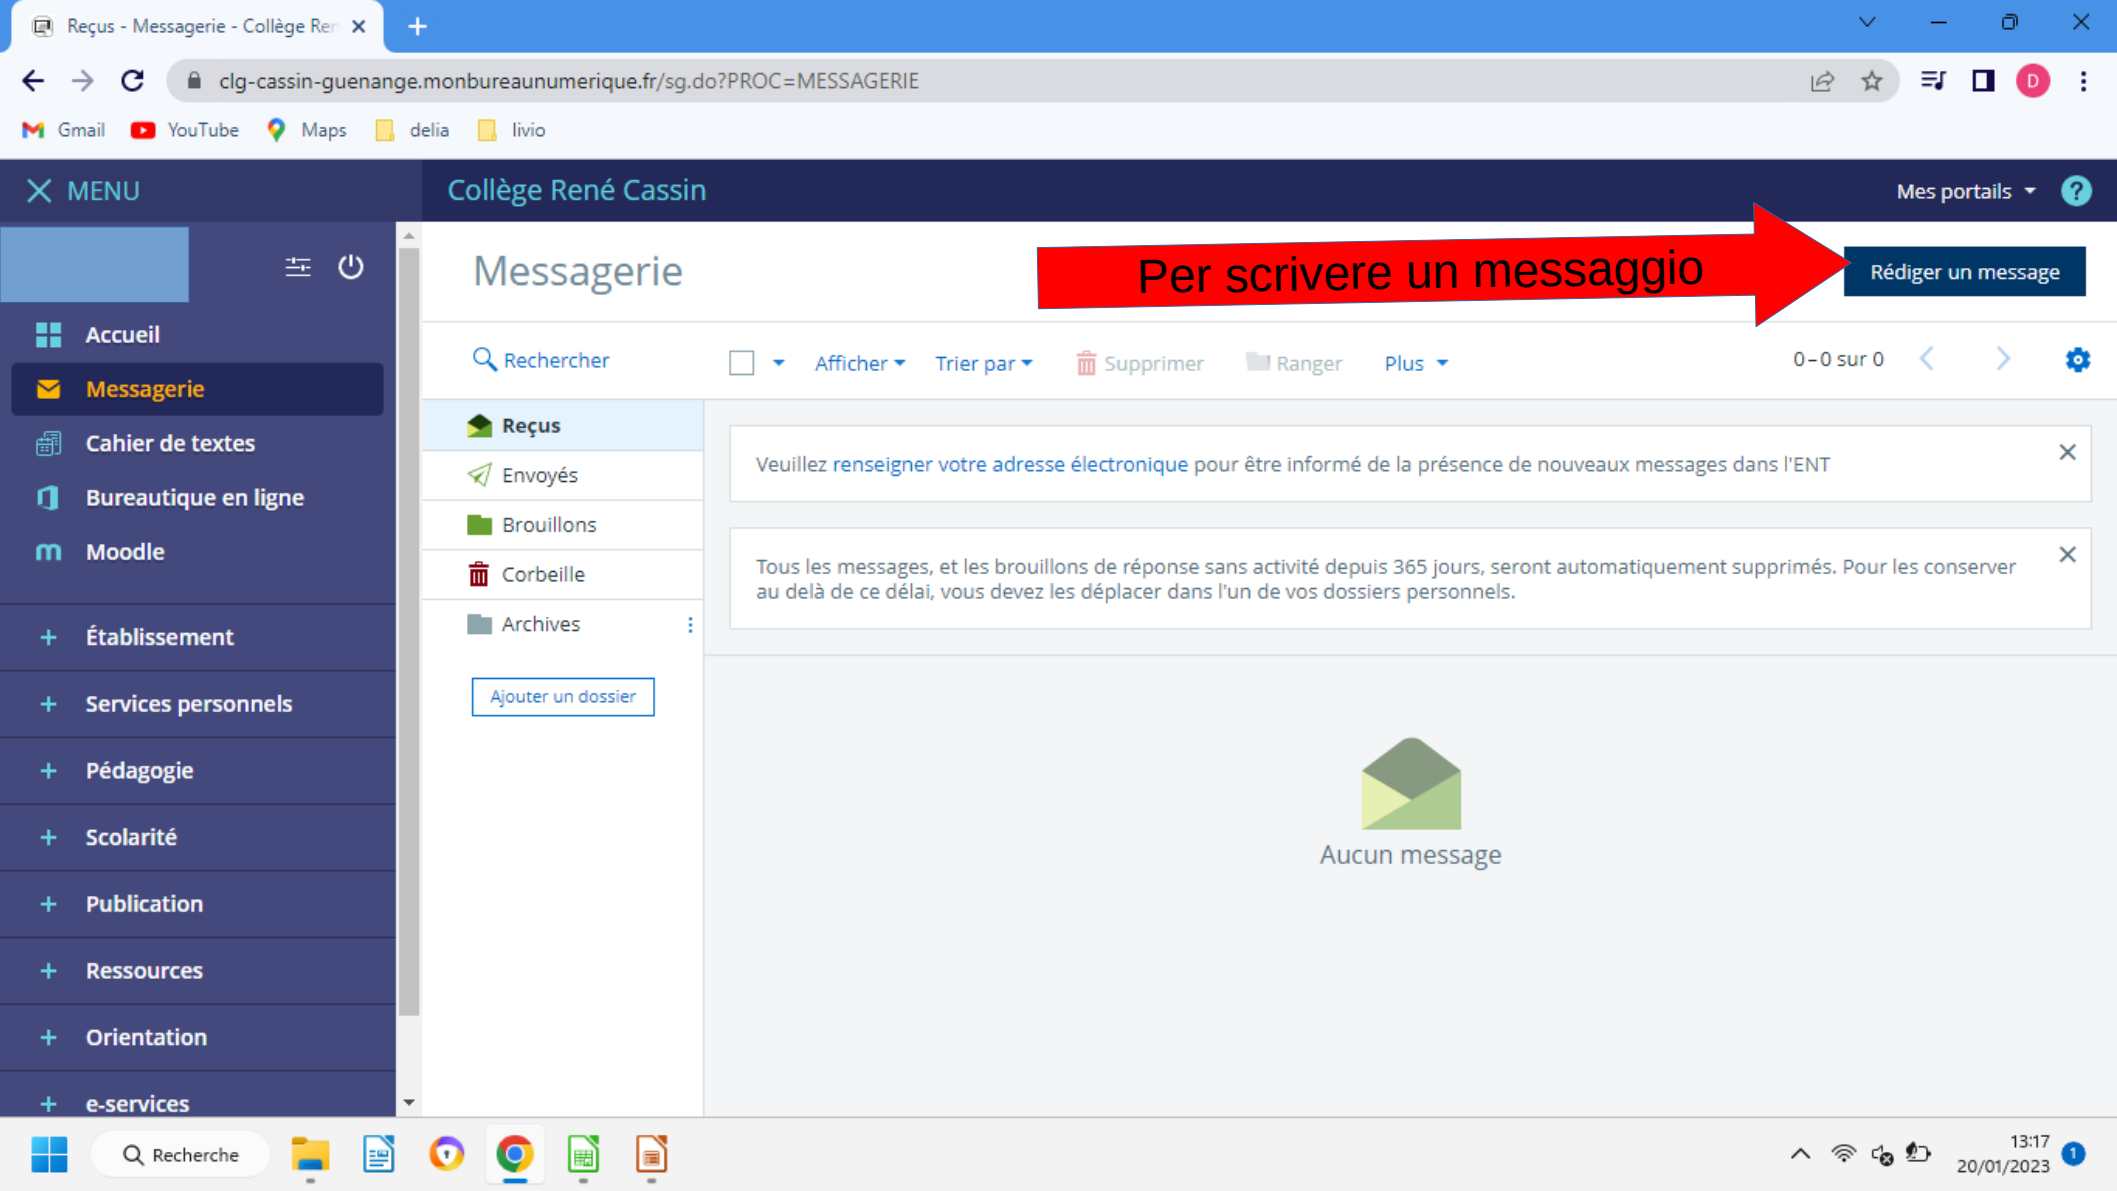 Reçus - Messagerie - Collège Ren
clg-cassin-guenange.monbureaunumerique.fr/sg.do?PROC=MESSAGERIE
D
Gmail YouTube Maps delia livio
MENU
Collège René Cassin
Mes portails
?
Messagerie
Per scrivere un messaggio
Rédiger un message
Accueil
Messagerie
Cahier de textes
Bureautique en ligne
Moodle
Établissement
Services personnels
Pédagogie
Scolarité
Publication
Ressources
Orientation
e-services
Rechercher
Afficher Trier par Supprimer Ranger Plus
0–0 sur 0
Reçus
Envoyés
Brouillons
Corbeille
Archives
Ajouter un dossier
Veuillez renseigner votre adresse électronique pour être informé de la présence de nouveaux messages dans l'ENT
Tous les messages, et les brouillons de réponse sans activité depuis 365 jours, seront automatiquement supprimés. Pour les conserver
au delà de ce délai, vous devez les déplacer dans l'un de vos dossiers personnels.
Aucun message
Recherche
13:17
20/01/2023
1